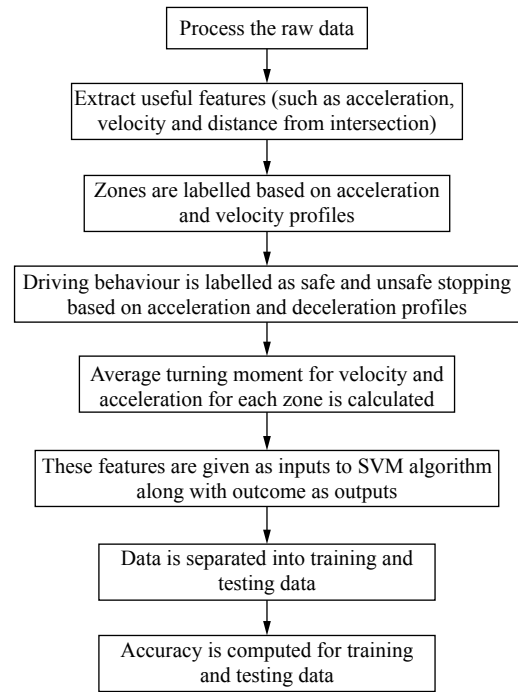 Process the raw data
Extract useful features (such as acceleration,
velocity and distance from intersection)
Zones are labelled based on acceleration
and velocity profiles
Driving behaviour is labelled as safe and unsafe stopping
based on acceleration and deceleration profiles
Average turning moment for velocity and
acceleration for each zone is calculated
These features are given as inputs to SVM algorithm
along with outcome as outputs
Data is separated into training and
testing data
Accuracy is computed for training
and testing data